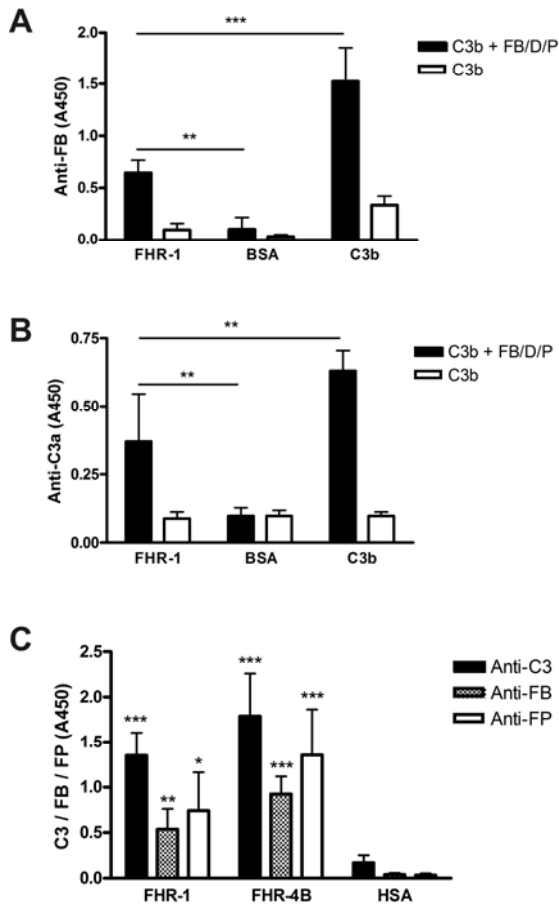 A
***
**
Anti-FB (A450)
2.0
1.5
1.0
0.5
0.0
FHR-1 BSA C3b
C3b + FB/D/P
C3b
B
**
**
Anti-C3a (A450)
0.75
0.50
0.25
0.00
FHR-1 BSA C3b
C3b + FB/D/P
C3b
C
C3 / FB / FP (A450)
2.5
2.0
1.5
1.0
0.5
0.0
*** ** *
*** *** ***
FHR-1 FHR-4B HSA
Anti-C3
Anti-FB
Anti-FP